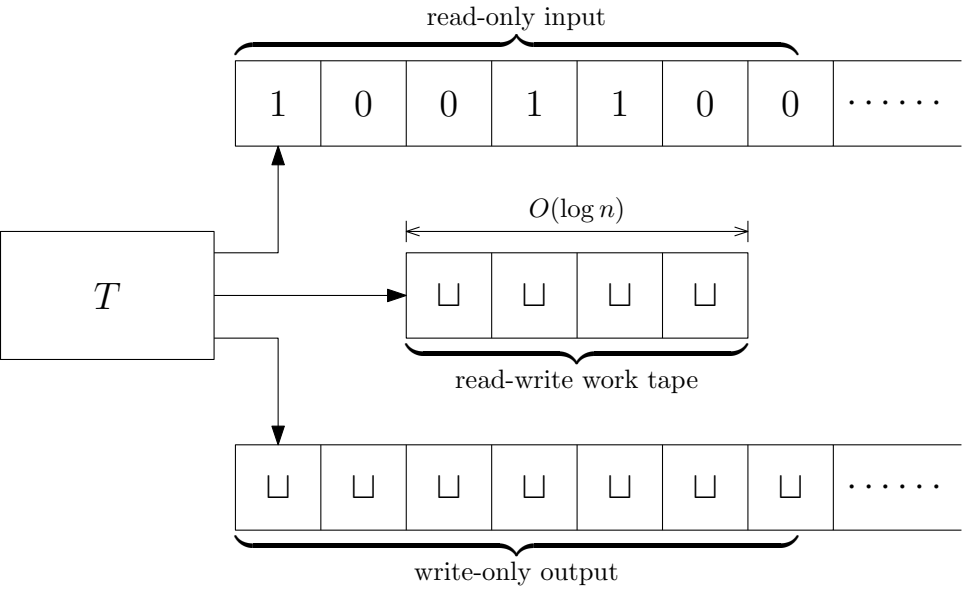 read-only input
1 0 0 1 1 0 0 ······
O(log n)
T
⊔ ⊔ ⊔ ⊔
read-write work tape
⊔ ⊔ ⊔ ⊔ ⊔ ⊔ ⊔ ······
write-only output